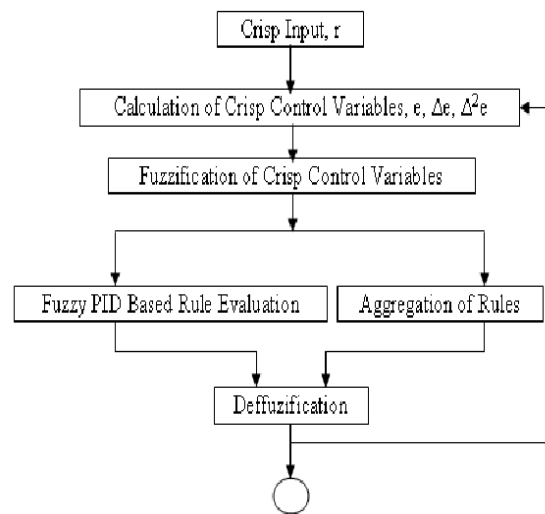 Crisp Input, r
Calculation of Crisp Control Variables, e, Δe, Δ²e
Fuzzification of Crisp Control Variables
Fuzzy PID Based Rule Evaluation
Aggregation of Rules
Deffuzification